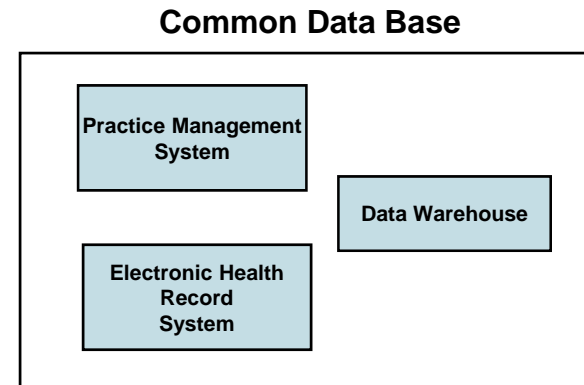 Common Data Base
Practice Management
System
Data Warehouse
Electronic Health
Record
System